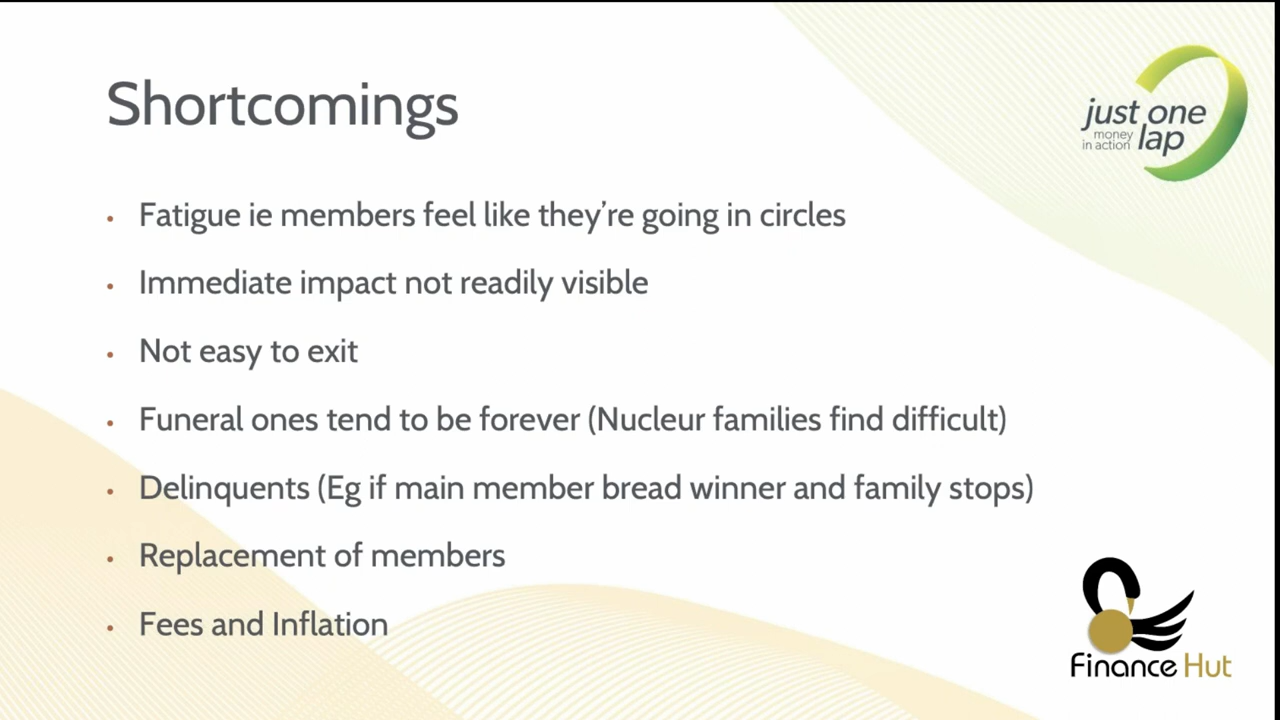 Shortcomings
just one
money
in action lap
• Fatigue ie members feel like they're going in circles
• Immediate impact not readily visible
• Not easy to exit
• Funeral ones tend to be forever (Nucleur families find difficult)
• Delinquents (Eg if main member bread winner and family stops)
• Replacement of members
• Fees and Inflation
Finance Hut